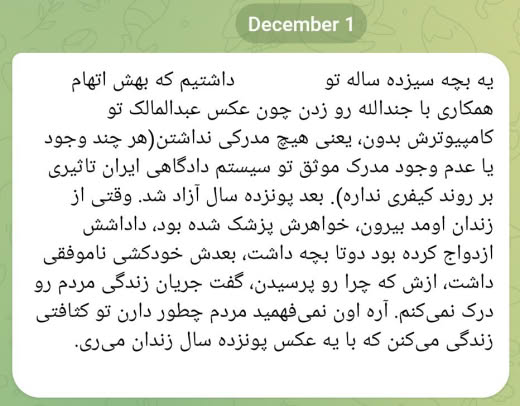 December 1
یه بچه سیزده ساله تو داشتیم که بهش اتهام
همکاری با جندالله رو زدن چون عکس عبدالمالک تو
کامپیوترش بدون، یعنی هیچ مدرکی نداشتن(هر چند وجود
یا عدم وجود مدرک موثق تو سیستم دادگاهی ایران تاثیری
بر روند کیفری نداره). بعد پونزده سال آزاد شد. وقتی از
زندان اومد بیرون، خواهرش پزشک شده بود، داداشش
ازدواج کرده بود دوتا بچه داشت، بعدش خودکشی ناموفقی
داشت، ازش که چرا رو پرسیدن، گفت جریان زندگی مردم رو
درک نمی‌کنم. آره اون نمی‌فهمید مردم چطور دارن تو کثافتی
زندگی می‌کنن که با یه عکس پونزده سال زندان می‌ری.